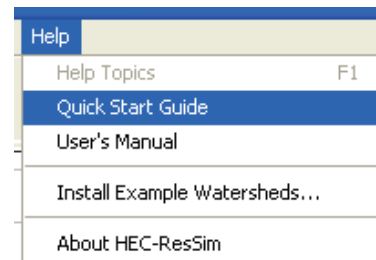 Help
Help Topics F1
Quick Start Guide
User's Manual
Install Example Watersheds...
About HEC-ResSim